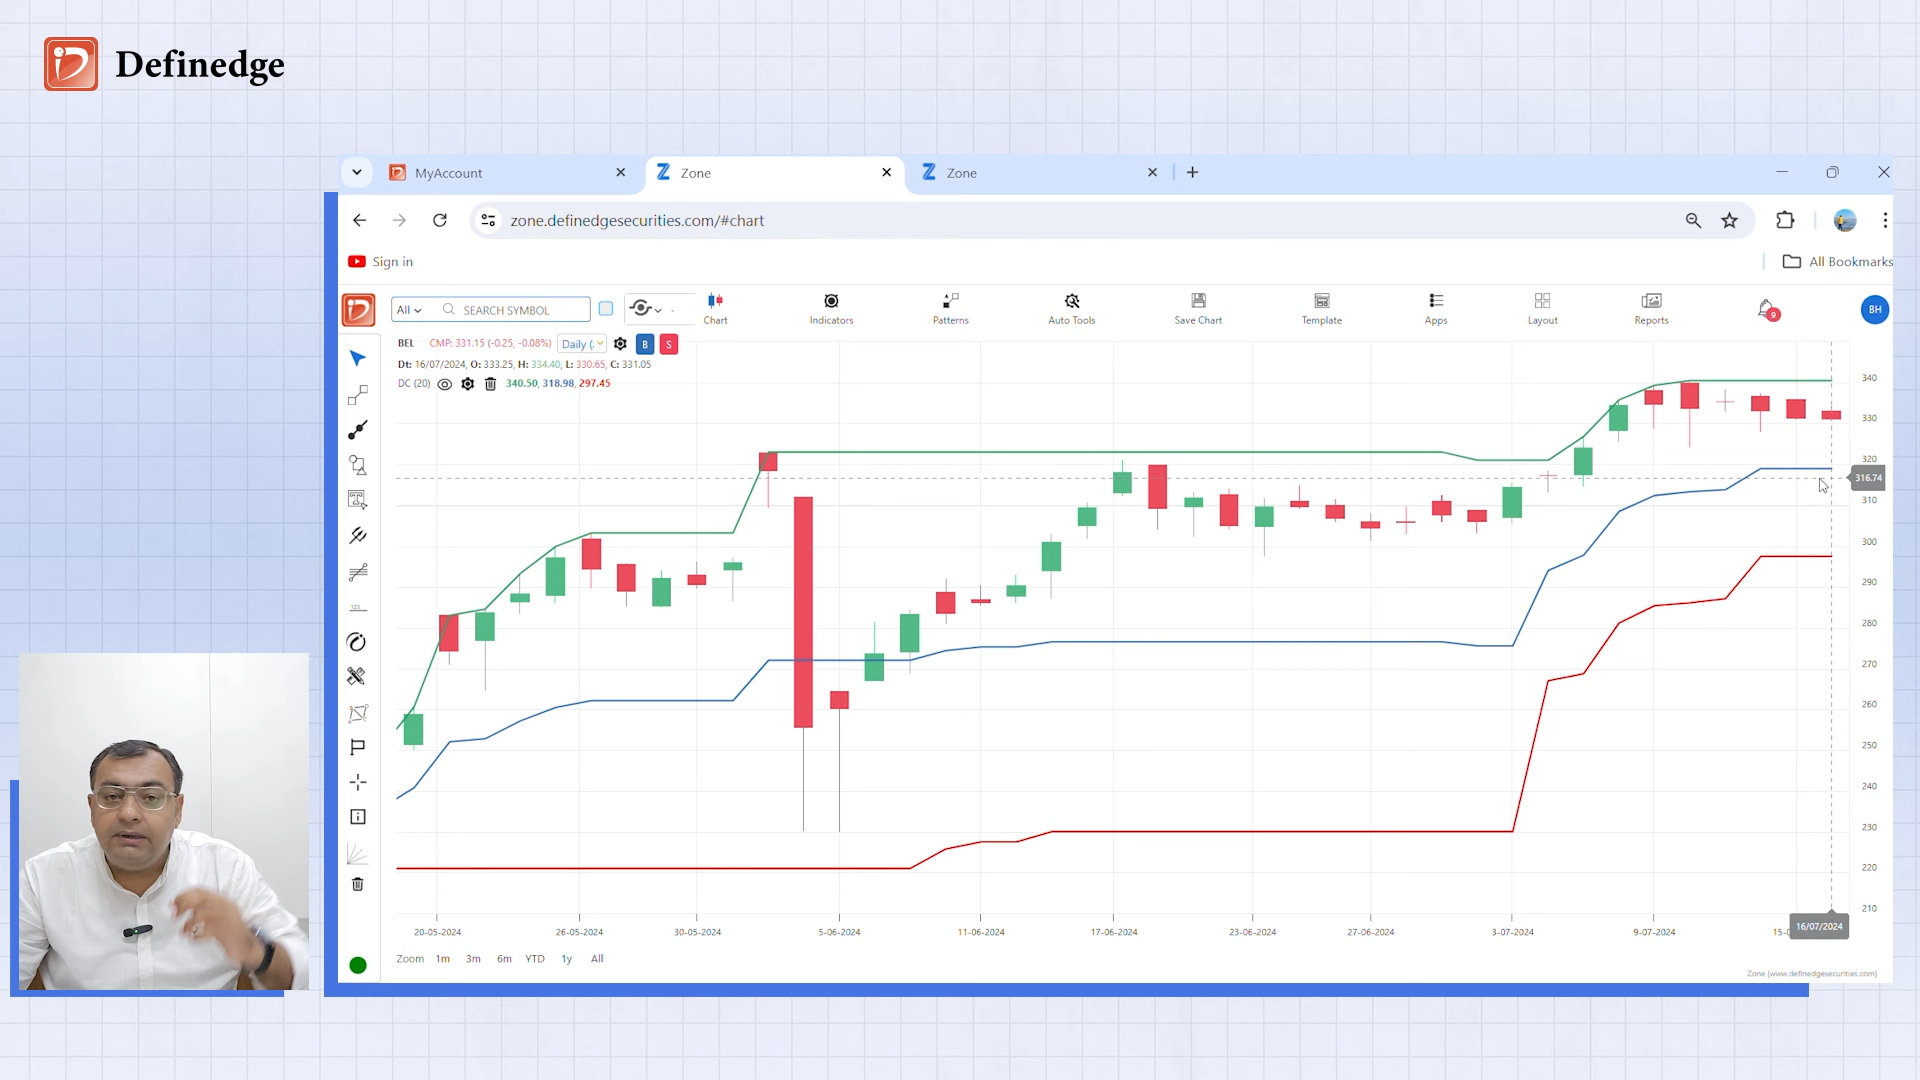 Definedge
MyAccount
Zone
Zone
zone.definedgesecurities.com/#chart
Sign in
All Bookmarks
All
SEARCH SYMBOL
Chart
Indicators
Patterns
Auto Tools
Save Chart
Template
Apps
Layout
Reports
9
BH
BEL CMP: 331.15 (-0.25, -0.08%) Daily (. B S
Dt: 16/07/2024, O: 333.25, H: 334.40, L: 330.65, C: 331.05
DC (20) 340.50, 318.98, 297.45
340
330
320
316.74
310
300
290
280
270
260
250
240
230
220
210
20-05-2024
26-05-2024
30-05-2024
5-06-2024
11-06-2024
17-06-2024
23-06-2024
27-06-2024
3-07-2024
9-07-2024
16/07/2024
Zoom 1m 3m 6m YTD 1y All
Zone (www.definedgesecurities.com)